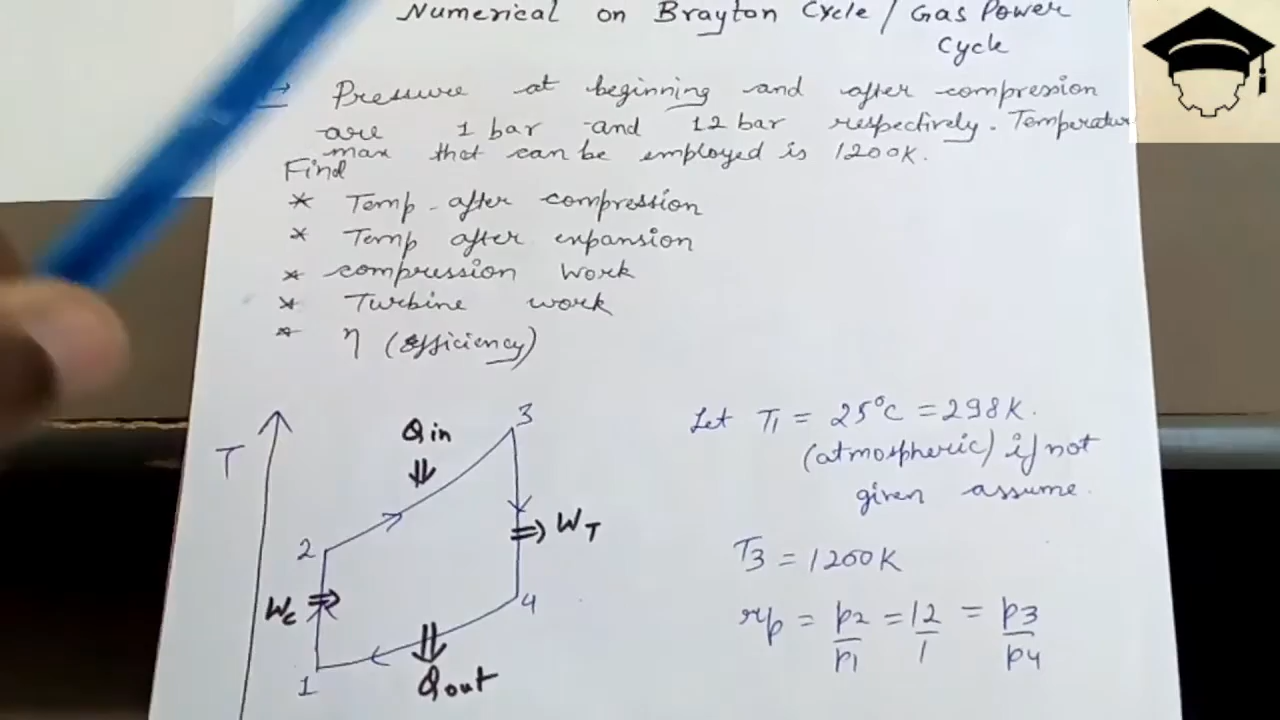 Numerical on Brayton Cycle / Gas Power
Cycle
→ Pressure at beginning and after compression
are 1 bar and 12 bar respectively. Temperatur
max that can be employed is 1200K.
Find
* Temp after compression
* Temp after expansion
* compression work
* Turbine work
* η (efficiency)
T
Qin
3
2
WT
Wc
4
1
Qout
Let T1 = 25°C = 298K.
(atmospheric) if not
given assume.
T3 = 1200K
rp = p2/p1 = 12/1 = p3/p4